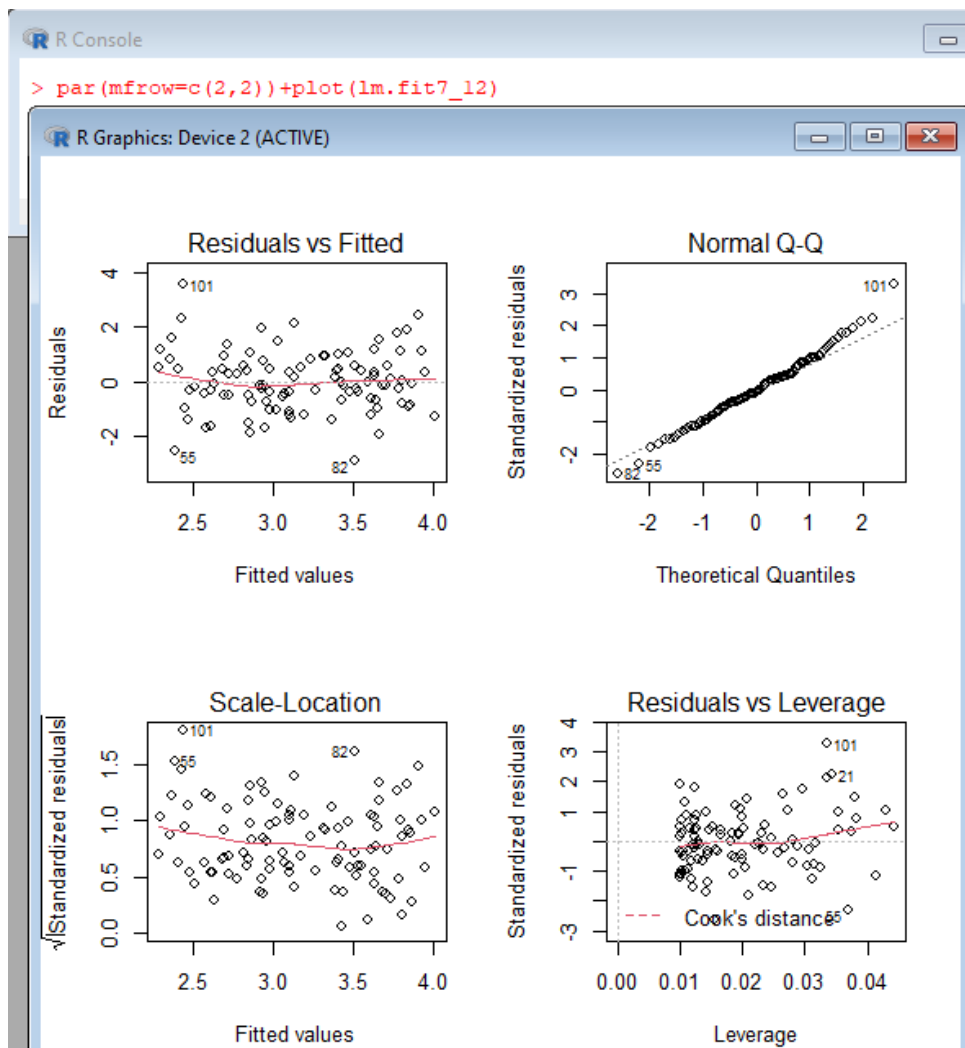 R Console
> par(mfrow=c(2,2))+plot(lm.fit7_12)
R Graphics: Device 2 (ACTIVE)
Residuals vs Fitted
Residuals
4
2
0
-2
101
55
82
2.5 3.0 3.5 4.0
Fitted values
Normal Q-Q
Standardized residuals
3
2
1
0
-2
101
82
55
-2 -1 0 1 2
Theoretical Quantiles
Scale-Location
√|Standardized residuals|
1.5
1.0
0.5
0.0
101
55
82
2.5 3.0 3.5 4.0
Fitted values
Residuals vs Leverage
Standardized residuals
4
3
2
1
-1
-3
101
21
55
Cook's distance
0.00 0.01 0.02 0.03 0.04
Leverage